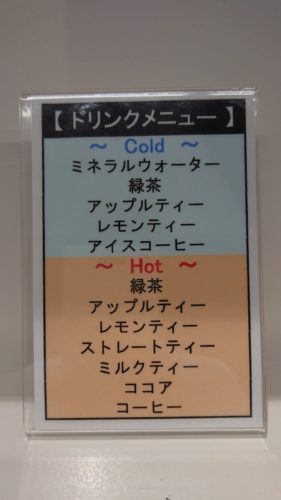 【 ドリンクメニュー 】
～ Cold ～
ミネラルウォーター
緑茶
アップルティー
レモンティー
アイスコーヒー
～ Hot ～
緑茶
アップルティー
レモンティー
ストレートティー
ミルクティー
ココア
コーヒー